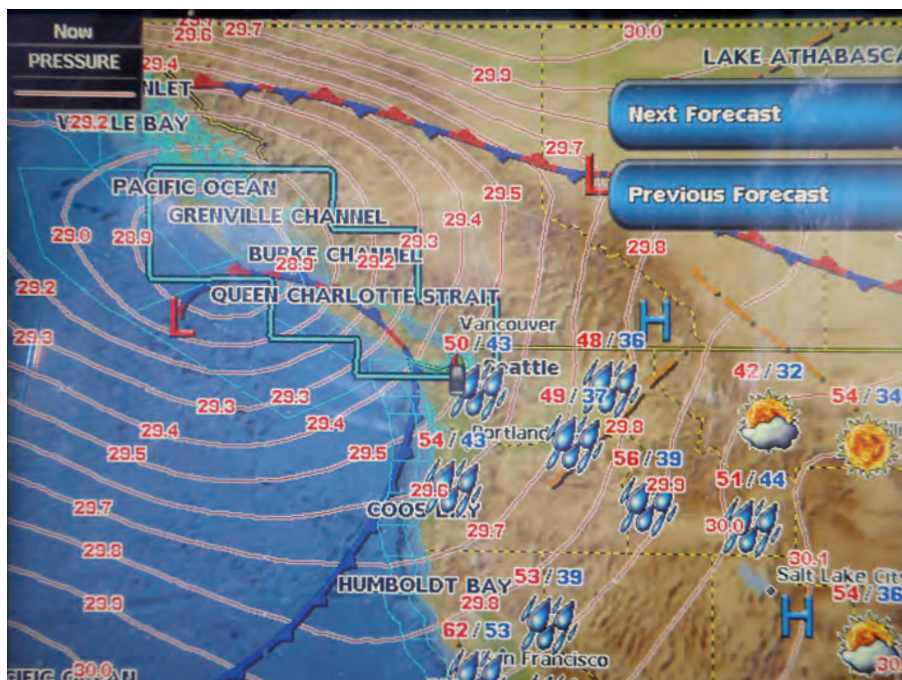 Now
PRESSURE
29.7
29.6
29.7
30.0
29.4
29.9
LAKE ATHABASCA
NLET
Next Forecast
29.2
LE BAY
29.7
29.5
L
Previous Forecast
PACIFIC OCEAN
29.4
GRENVILLE CHANNEL
29.0
28.9
29.3
29.8
BURKE CHANNEL
28.9
29.2
29.2
QUEEN CHARLOTTE STRAIT
L
H
Vancouver
29.3
50/43
48/36
Seattle
42/32
29.3
49/37
54/34
29.4
Portland
29.8
54/43
29.5
29.5
56/39
51/44
29.6
29.9
COOS BAY
29.7
30.0
29.7
29.8
30.1
HUMBOLDT BAY
53/39
Salt Lake City
29.9
29.8
54/36
H
62/53
n Francisco
30.0
30.